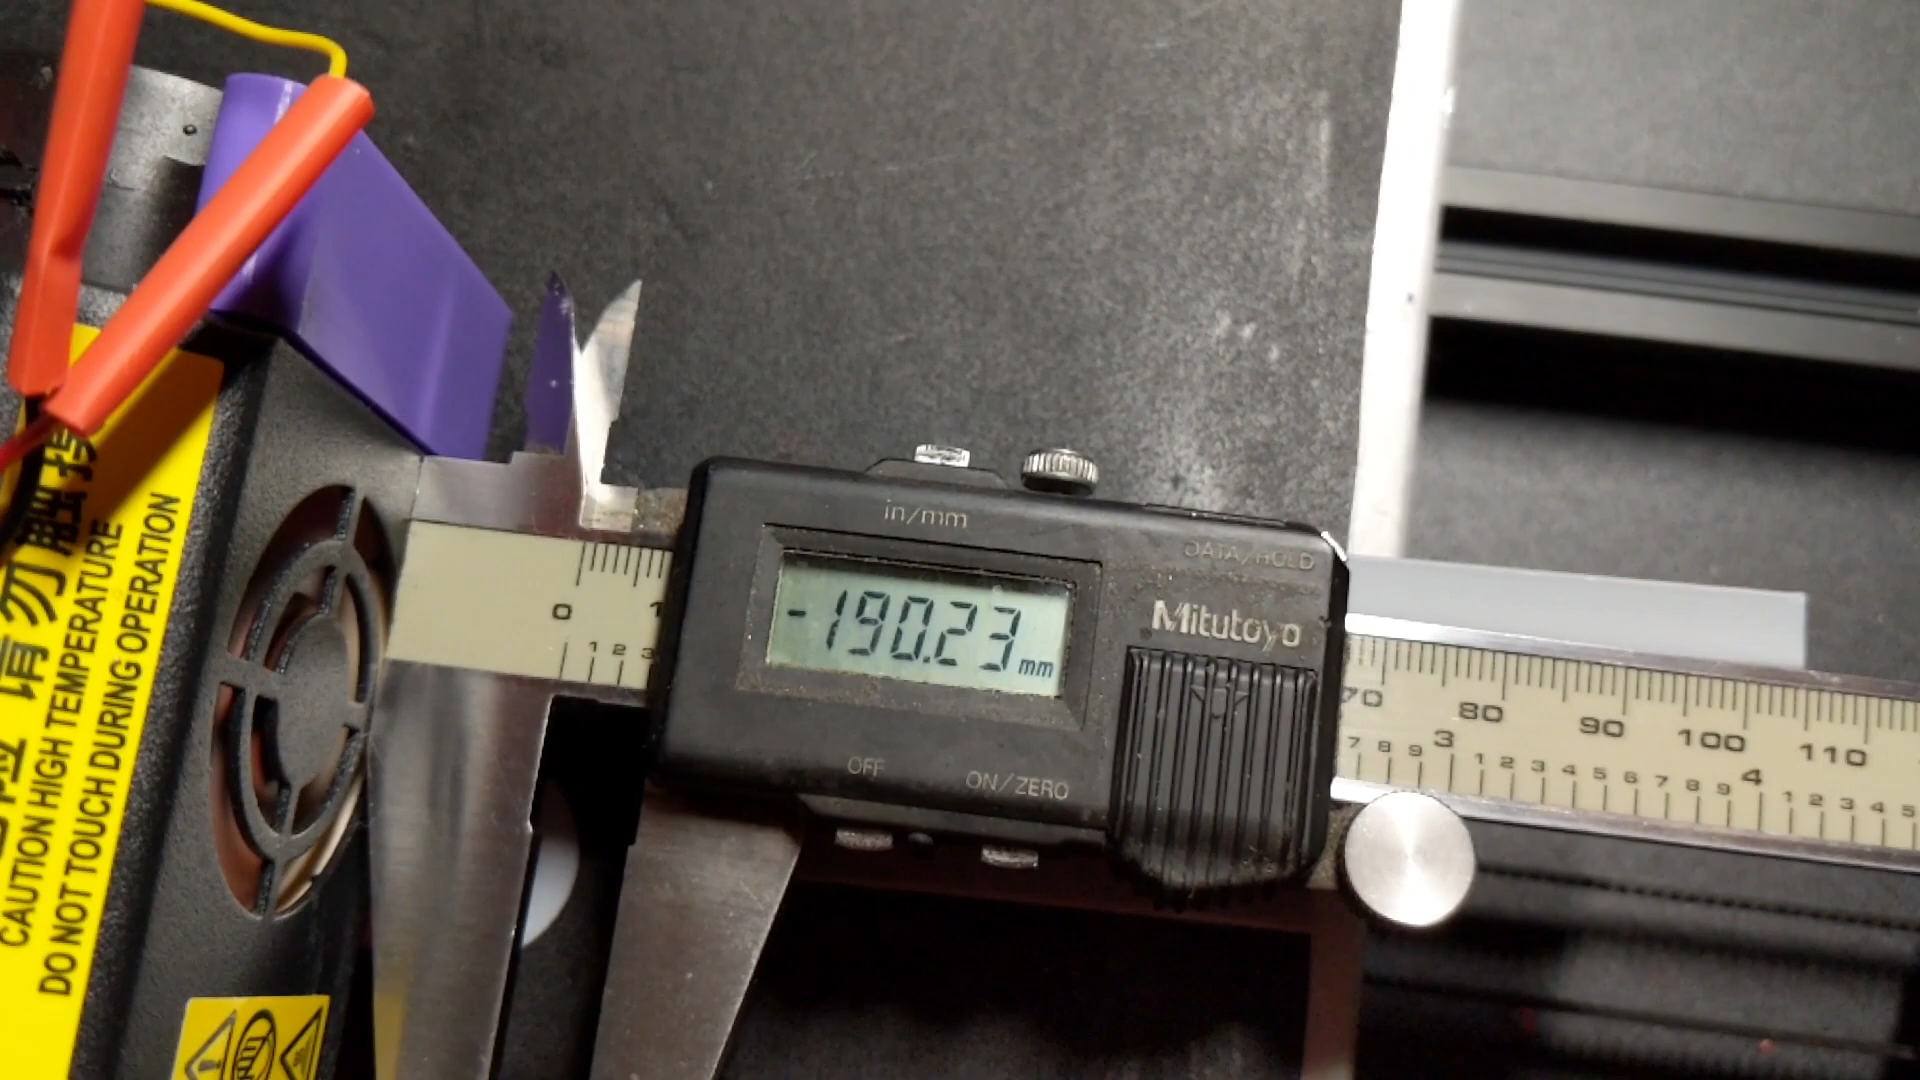 请勿触摸
CAUTION HIGH TEMPERATURE
DO NOT TOUCH DURING OPERATION
in/mm
DATA/HOLD
Mitutoyo
-190.23 mm
OFF
ON/ZERO
0 1
1 2 3
70 80 90 100 110
7 8 9 3 1 2 3 4 5 6 7 8 9 4 1 2 3 4 5